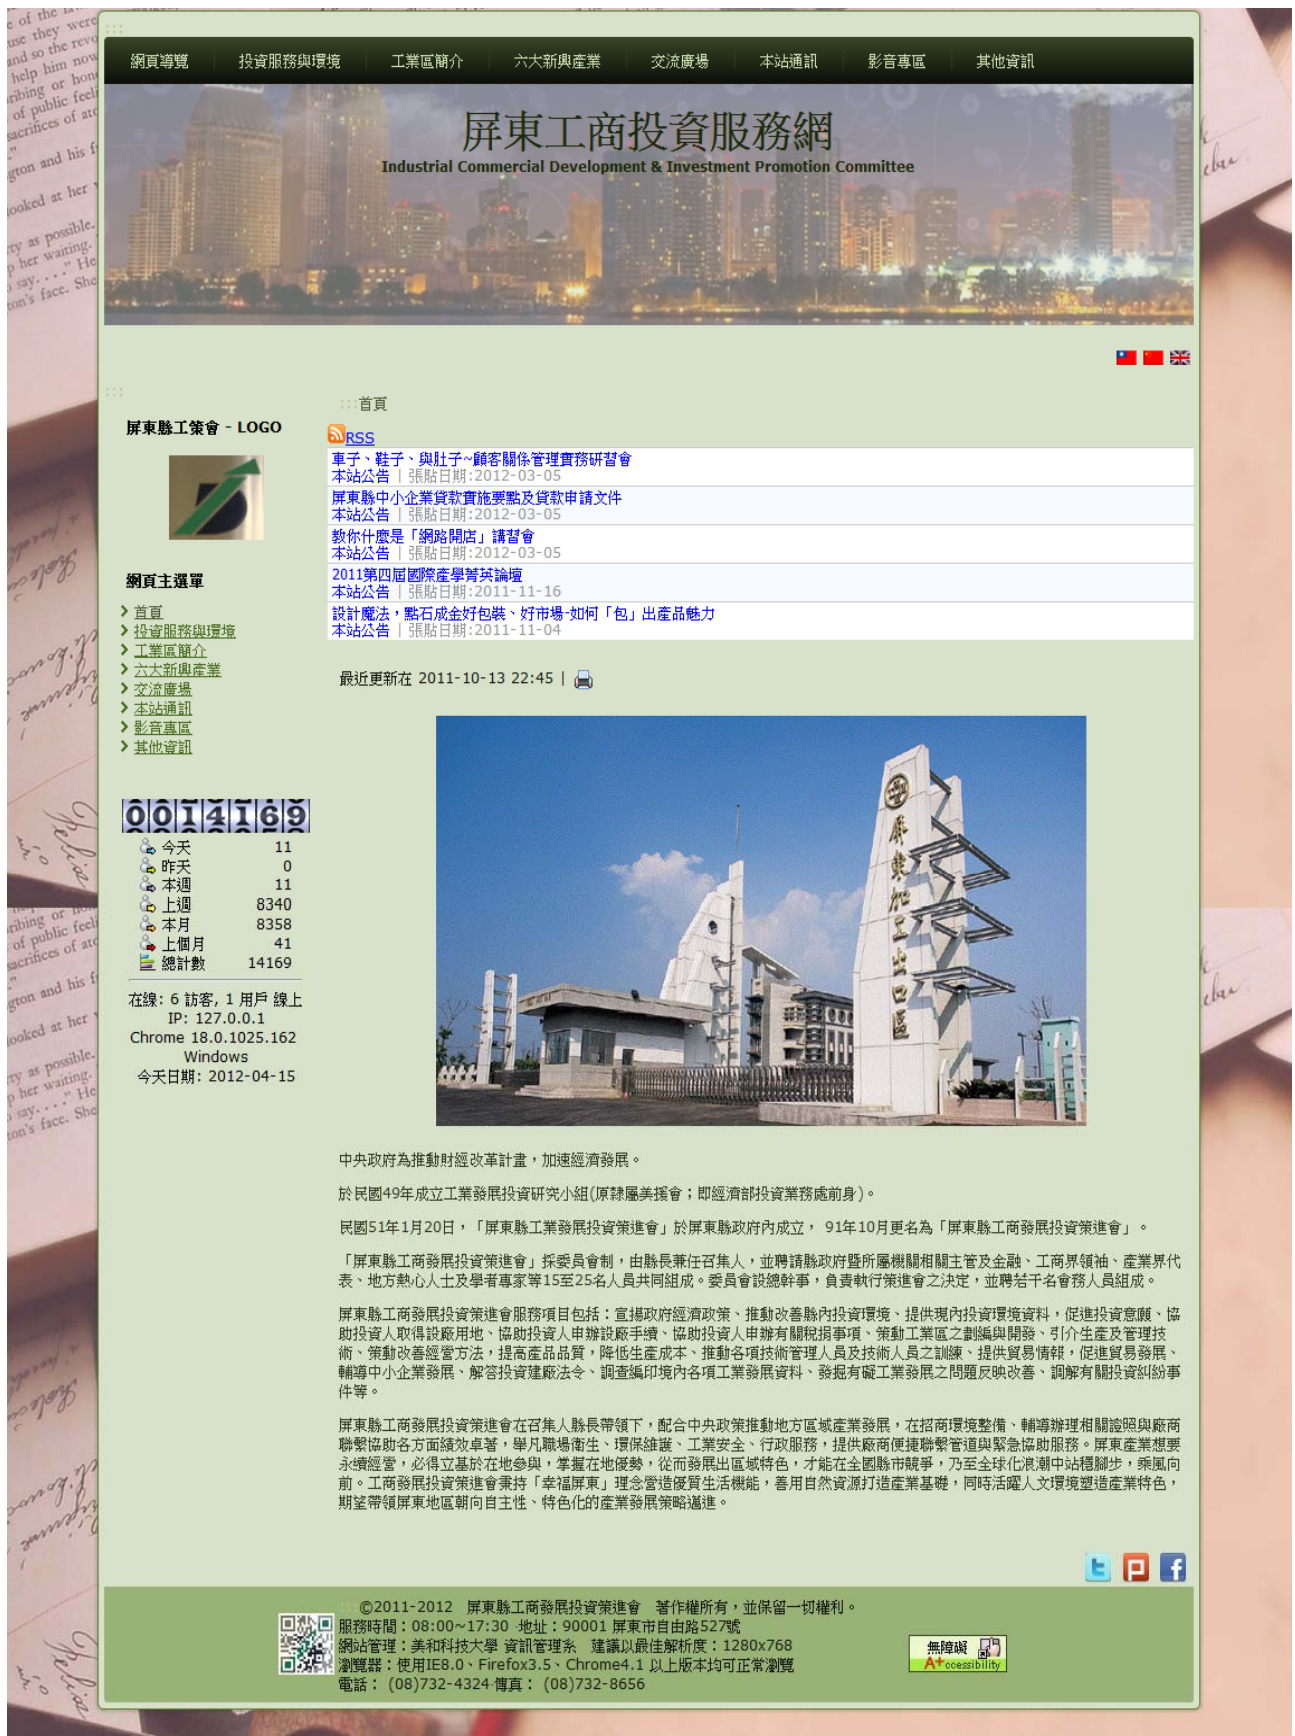 網頁導覽 投資服務與環境 工業區簡介 六大新興產業 交流廣場 本站通訊 影音專區 其他資訊
屏東工商投資服務網
Industrial Commercial Development & Investment Promotion Committee
:::首頁
屏東縣工策會 - LOGO
RSS
車子、鞋子、與肚子~顧客關係管理實務研習會
本站公告 | 張貼日期:2012-03-05
屏東縣中小企業貸款實施要點及貸款申請文件
本站公告 | 張貼日期:2012-03-05
教你什麼是「網路開店」講習會
本站公告 | 張貼日期:2012-03-05
2011第四屆國際產學菁英論壇
本站公告 | 張貼日期:2011-11-16
設計魔法，點石成金好包裝、好市場-如何「包」出產品魅力
本站公告 | 張貼日期:2011-11-04
網頁主選單
首頁
投資服務與環境
工業區簡介
六大新興產業
交流廣場
本站通訊
影音專區
其他資訊
最近更新在 2011-10-13 22:45 |
屏東加工出口區
0014169
今天 11
昨天 0
本週 11
上週 8340
本月 8358
上個月 41
總計數 14169
在線: 6 訪客, 1 用戶 線上
IP: 127.0.0.1
Chrome 18.0.1025.162
Windows
今天日期: 2012-04-15
中央政府為推動財經改革計畫，加速經濟發展。
於民國49年成立工業發展投資研究小組(原隸屬美援會；即經濟部投資業務處前身)。
民國51年1月20日，「屏東縣工業發展投資策進會」於屏東縣政府內成立， 91年10月更名為「屏東縣工商發展投資策進會」。
「屏東縣工商發展投資策進會」採委員會制，由縣長兼任召集人，並聘請縣政府暨所屬機關相關主管及金融、工商界領袖、產業界代
表、地方熱心人士及學者專家等15至25名人員共同組成。委員會設總幹事，負責執行策進會之決定，並聘若干名會務人員組成。
屏東縣工商發展投資策進會服務項目包括：宣揚政府經濟政策、推動改善縣內投資環境、提供現內投資環境資料，促進投資意願、協
助投資人取得設廠用地、協助投資人申辦設廠手續、協助投資人申辦有關稅捐事項、策動工業區之劃編與開發、引介生產及管理技
術、策動改善經營方法，提高產品品質，降低生產成本、推動各項技術管理人員及技術人員之訓練、提供貿易情報，促進貿易發展、
輔導中小企業發展、解答投資建廠法令、調查編印境內各項工業發展資料、發掘有礙工業發展之問題反映改善、調解有關投資糾紛事
件等。
屏東縣工商發展投資策進會在召集人縣長帶領下，配合中央政策推動地方區域產業發展，在招商環境整備、輔導辦理相關證照與廠商
聯繫協助各方面績效卓著，舉凡職場衛生、環保維護、工業安全、行政服務，提供廠商便捷聯繫管道與緊急協助服務。屏東產業想要
永續經營，必得立基於在地參與，掌握在地優勢，從而發展出區域特色，才能在全國縣市競爭，乃至全球化浪潮中站穩腳步，乘風向
前。工商發展投資策進會秉持「幸福屏東」理念營造優質生活機能，善用自然資源打造產業基礎，同時活躍人文環境塑造產業特色，
期望帶領屏東地區朝向自主性、特色化的產業發展策略邁進。
:::©2011-2012 屏東縣工商發展投資策進會 著作權所有，並保留一切權利。
服務時間：08:00~17:30 ‧地址：90001 屏東市自由路527號
網站管理：美和科技大學 資訊管理系 建議以最佳解析度：1280x768
瀏覽器：使用IE8.0、Firefox3.5、Chrome4.1 以上版本均可正常瀏覽
電話： (08)732-4324‧傳真： (08)732-8656
無障礙
A+ccessibility